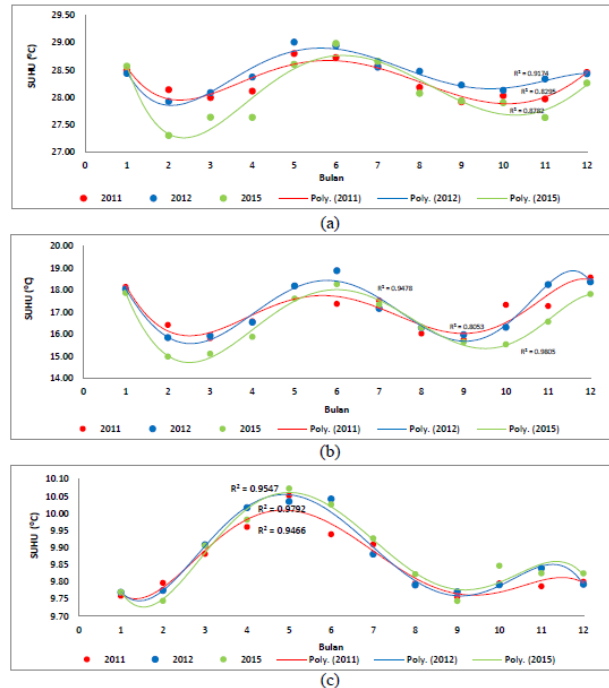 29.50
29.00
28.50
28.00
27.50
27.00
SUHU (°C)
R² = 0.9174
R² = 0.8295
R² = 0.8782
0 1 2 3 4 5 6 7 8 9 10 11 12
Bulan
2011 2012 2015 Poly. (2011) Poly. (2012) Poly. (2015)
(a)
20.00
19.00
18.00
17.00
16.00
15.00
14.00
SUHU (°C)
R² = 0.9478
R² = 0.8053
R² = 0.9805
0 1 2 3 4 5 6 7 8 9 10 11 12
Bulan
2011 2012 2015 Poly. (2011) Poly. (2012) Poly. (2015)
(b)
10.10
10.05
10.00
9.95
9.90
9.85
9.80
9.75
9.70
SUHU (°C)
R² = 0.9547
R² = 0.9792
R² = 0.9466
0 1 2 3 4 5 6 7 8 9 10 11 12
Bulan
2011 2012 2015 Poly. (2011) Poly. (2012) Poly. (2015)
(c)